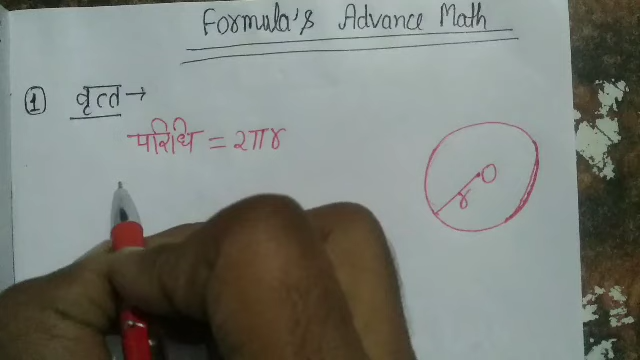 Formula's Advance Math
① वृत्त →
परिधि = 2πr
O
r